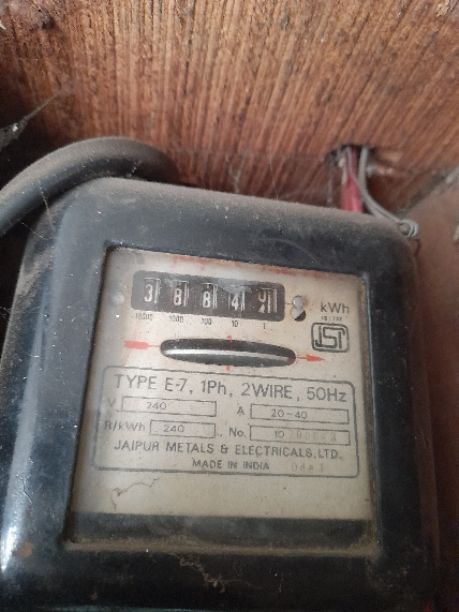 3 8 8 4
kWh
10000 1000 100 10 1
ISI
TYPE E-7, 1Ph, 2WIRE, 50Hz
V 240 A 20-40
R/kWh 240 No.
JAIPUR METALS & ELECTRICALS. LTD.
MADE IN INDIA